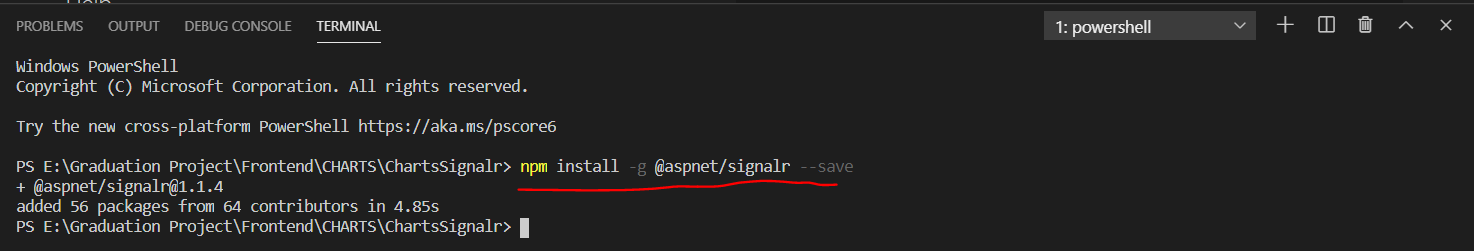 Help
PROBLEMS OUTPUT DEBUG CONSOLE TERMINAL 1: powershell
Windows PowerShell
Copyright (C) Microsoft Corporation. All rights reserved.
Try the new cross-platform PowerShell https://aka.ms/pscore6
PS E:\Graduation Project\Frontend\CHARTS\ChartsSignalr> npm install -g @aspnet/signalr --save
+ @aspnet/signalr@1.1.4
added 56 packages from 64 contributors in 4.85s
PS E:\Graduation Project\Frontend\CHARTS\ChartsSignalr>